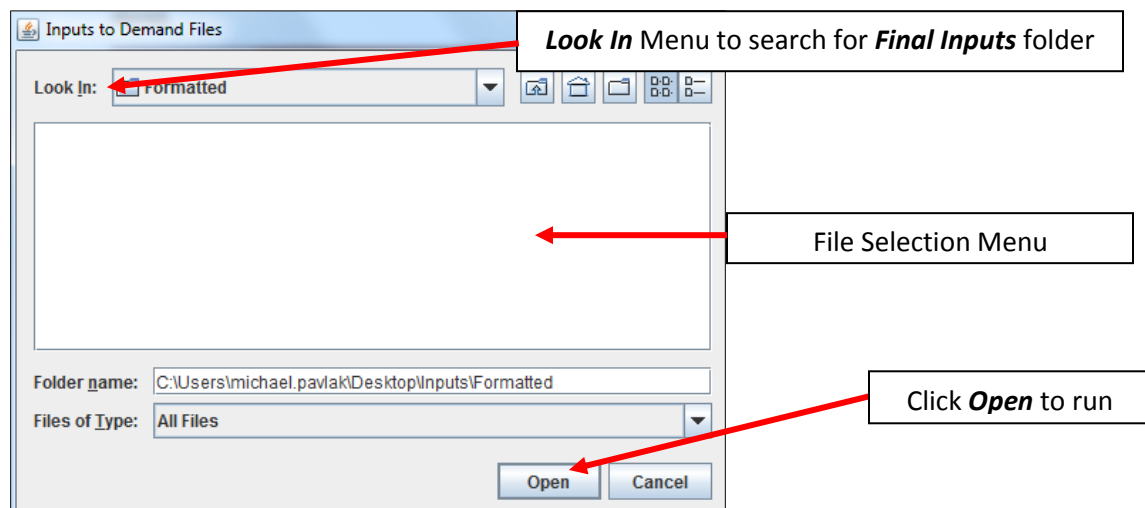 Inputs to Demand Files
Look In Menu to search for Final Inputs folder
Look In:
Formatted
File Selection Menu
Folder name:
C:\Users\michael.pavlak\Desktop\Inputs\Formatted
Files of Type:
All Files
Click Open to run
Open
Cancel